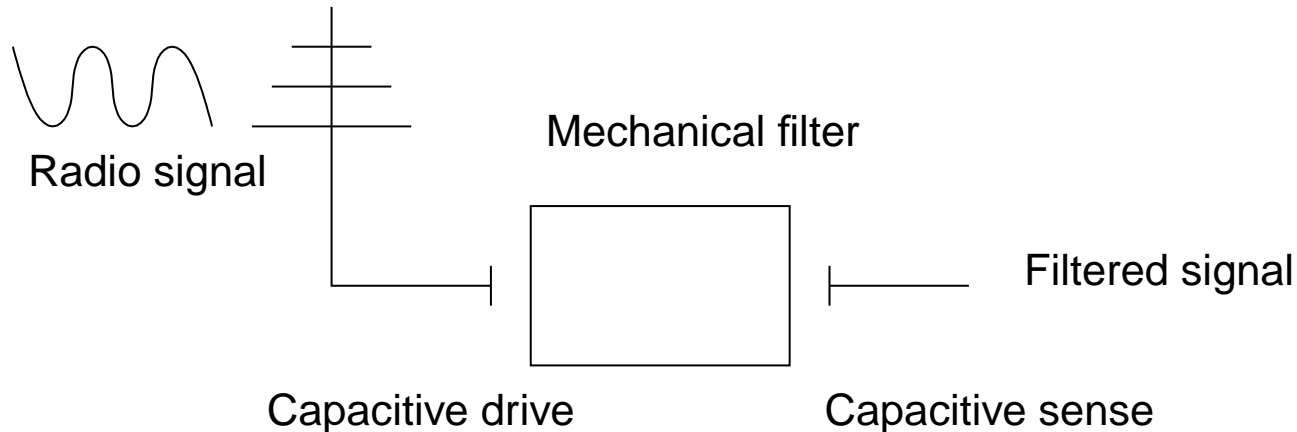 Mechanical filter
Radio signal
Filtered signal
Capacitive drive
Capacitive sense